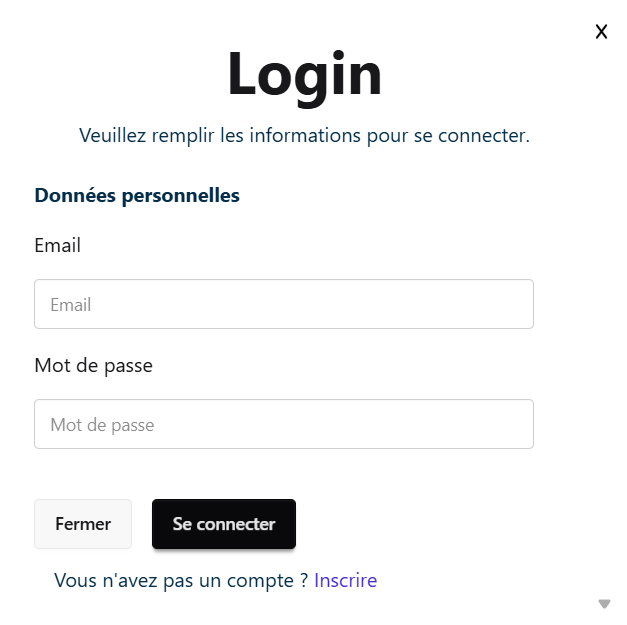 X
Login
Veuillez remplir les informations pour se connecter.
Données personnelles
Email
Email
Mot de passe
Mot de passe
Fermer Se connecter
Vous n'avez pas un compte ? Inscrire